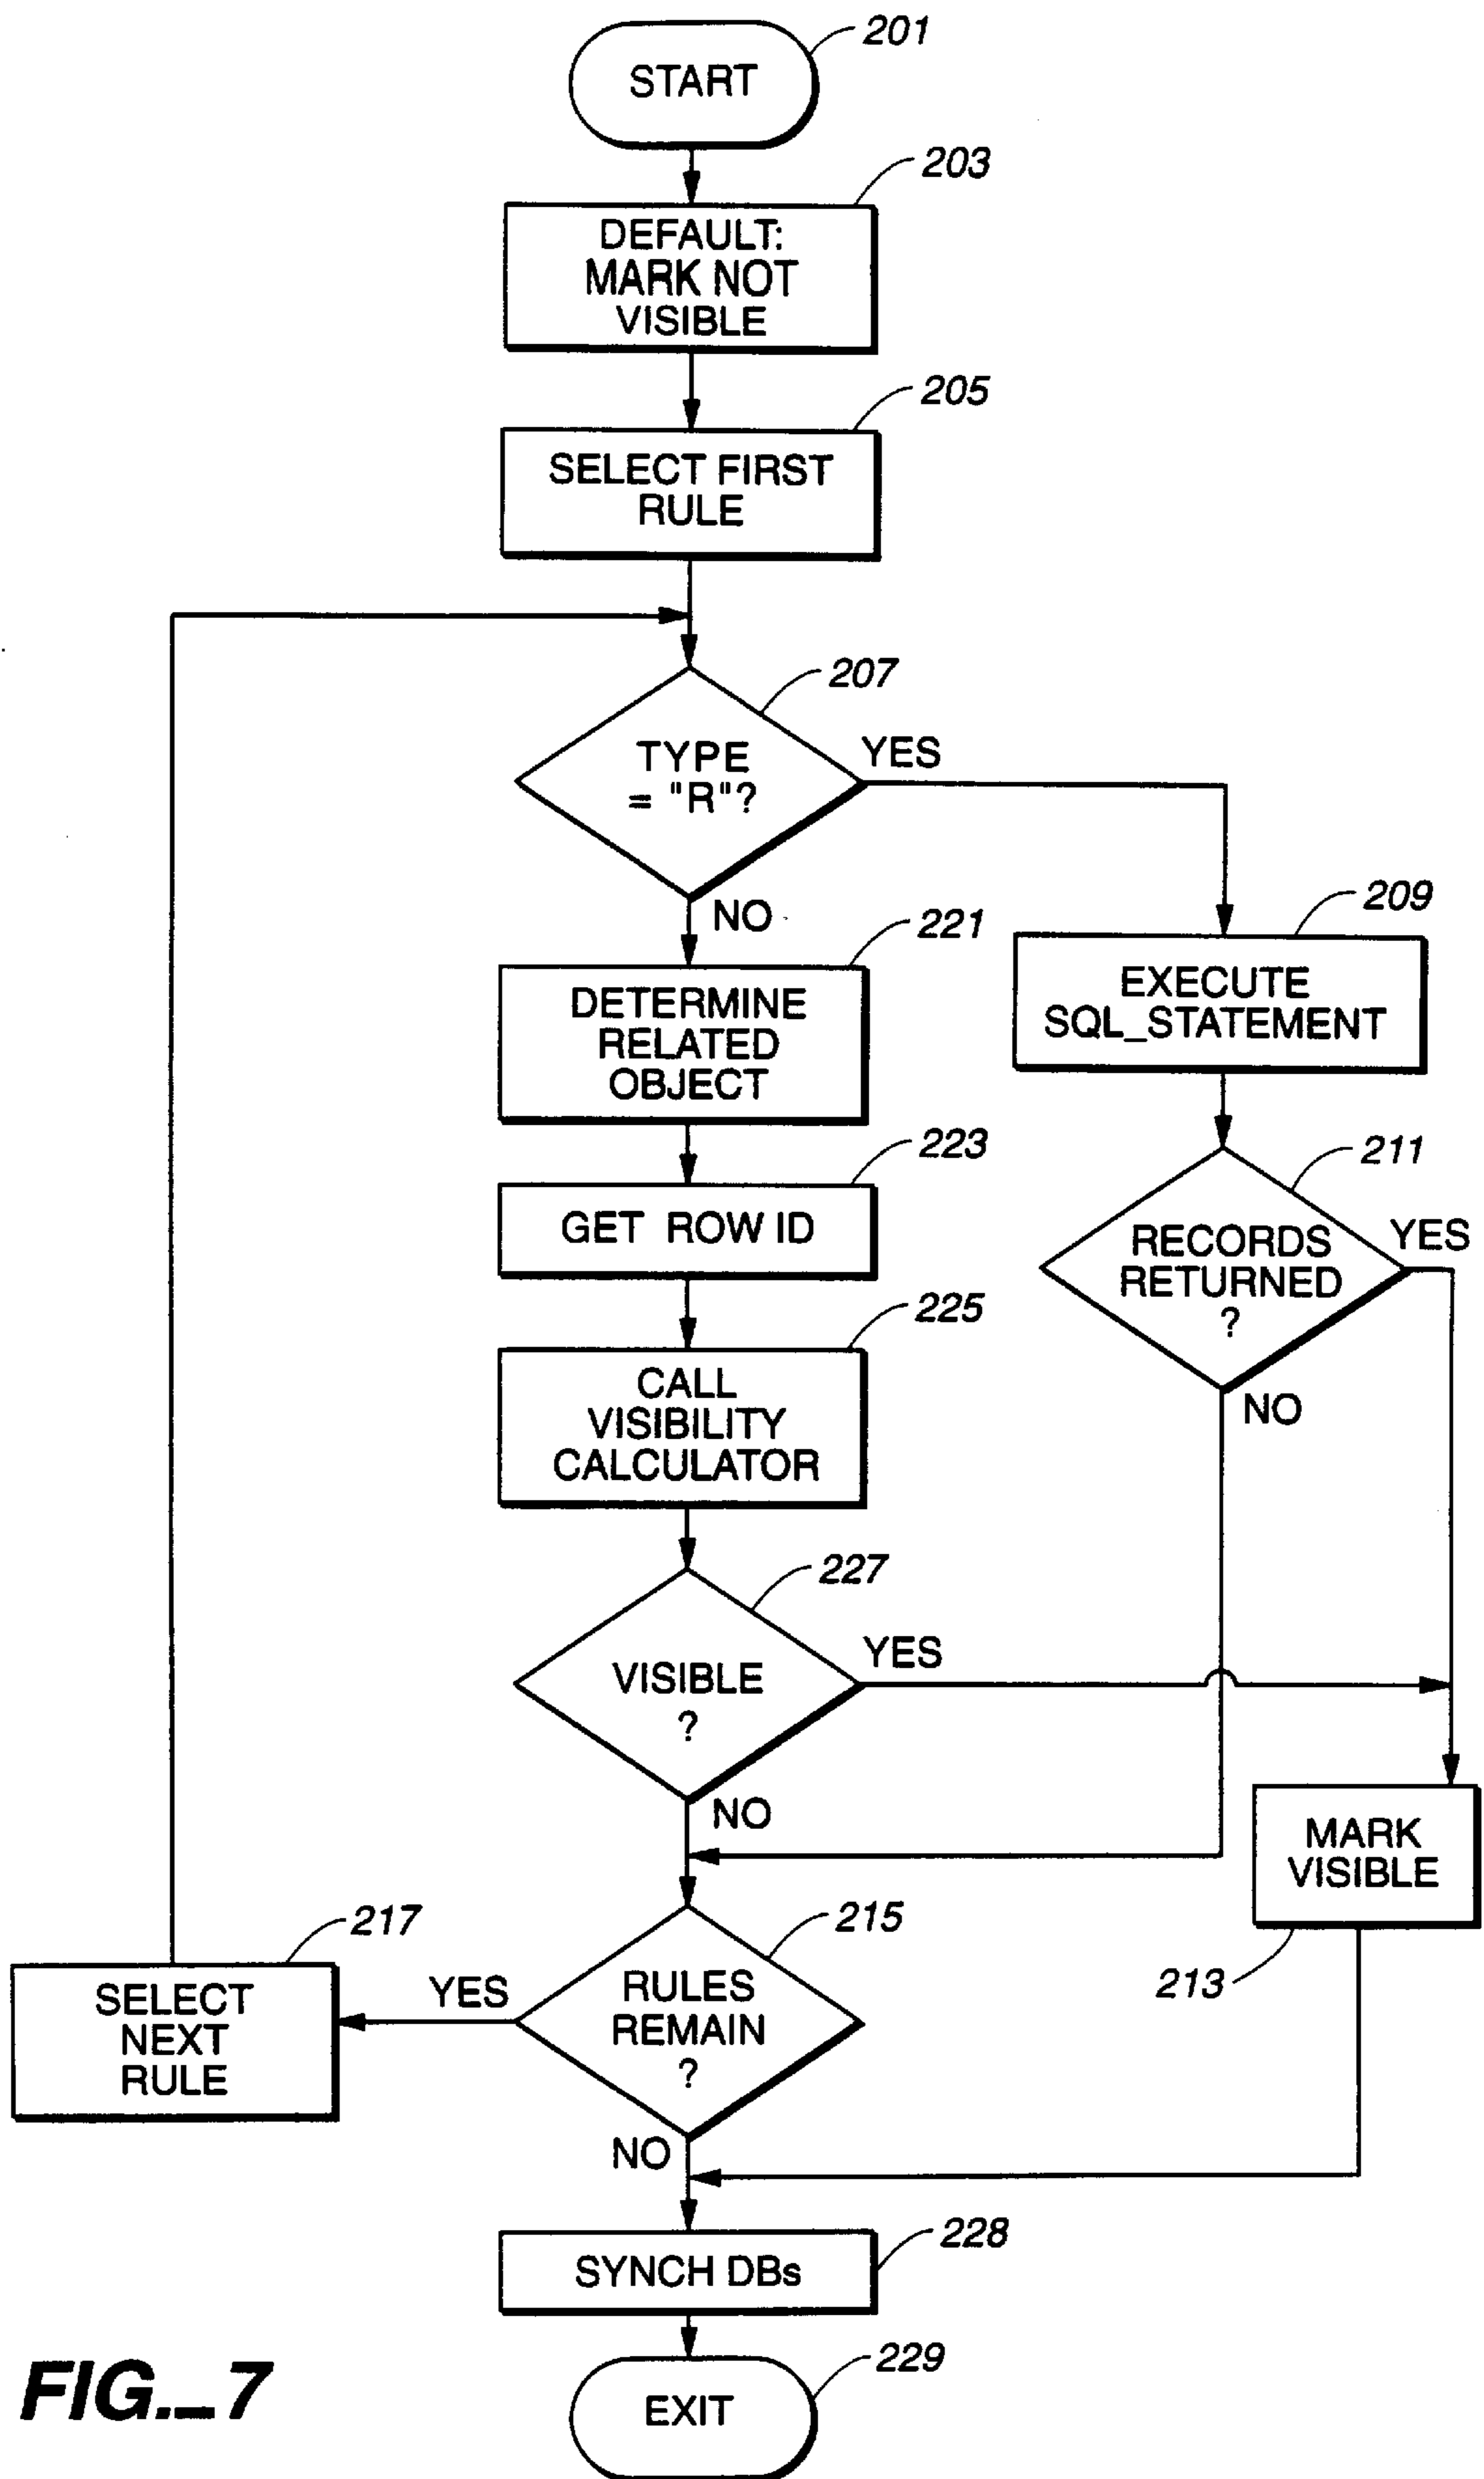 201
START
203
DEFAULT:
MARK NOT
VISIBLE
205
SELECT FIRST
RULE
207
TYPE
= "R"?
YES
NO
209
EXECUTE
SQL_STATEMENT
221
DETERMINE
RELATED
OBJECT
211
RECORDS
RETURNED
?
YES
NO
223
GET ROW ID
225
CALL
VISIBILITY
CALCULATOR
227
VISIBLE
?
YES
NO
MARK
VISIBLE
213
215
RULES
REMAIN
?
YES
NO
217
SELECT
NEXT
RULE
228
SYNCH DBs
229
EXIT
FIG._7